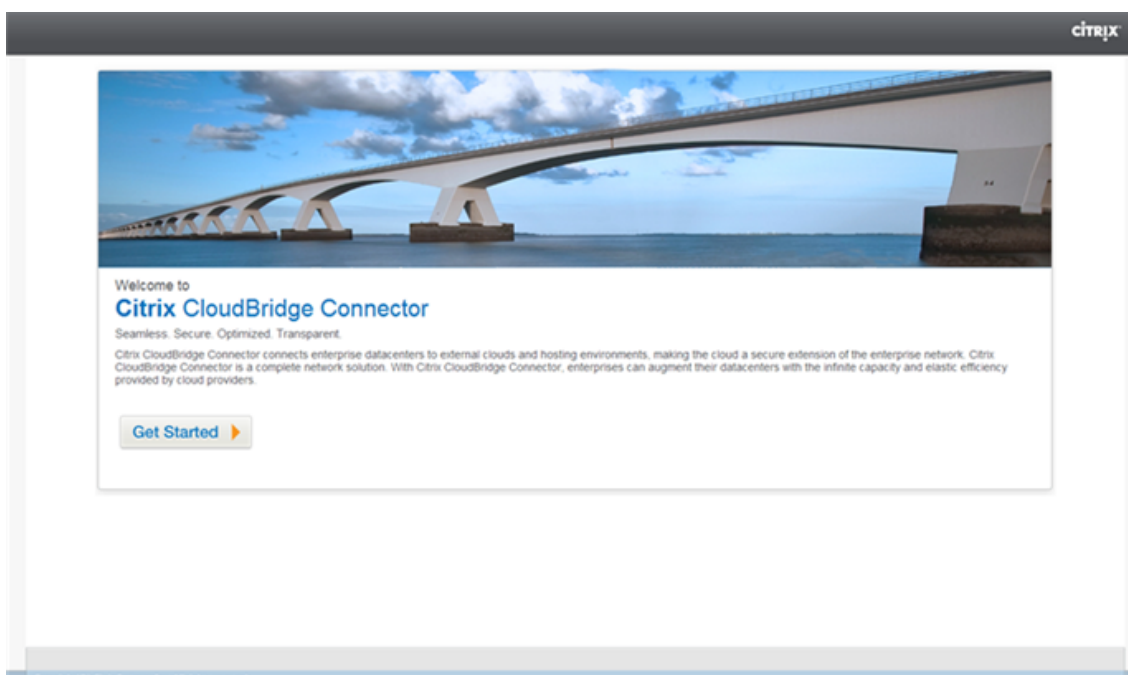 CİTRIX
Welcome to
Citrix CloudBridge Connector
Seamless. Secure. Optimized. Transparent.
Citrix CloudBridge Connector connects enterprise datacenters to external clouds and hosting environments, making the cloud a secure extension of the enterprise network. Citrix
CloudBridge Connector is a complete network solution. With Citrix CloudBridge Connector, enterprises can augment their datacenters with the infinite capacity and elastic efficiency
provided by cloud providers.
Get Started